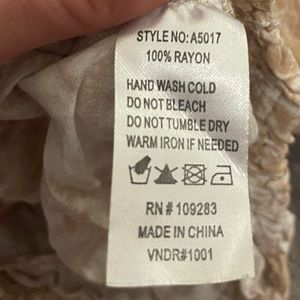 STYLE NO: A5017
100% RAYON
HAND WASH COLD
DO NOT BLEACH
DO NOT TUMBLE DRY
WARM IRON IF NEEDED
RN# 109283
MADE IN CHINA
VNDR#1001